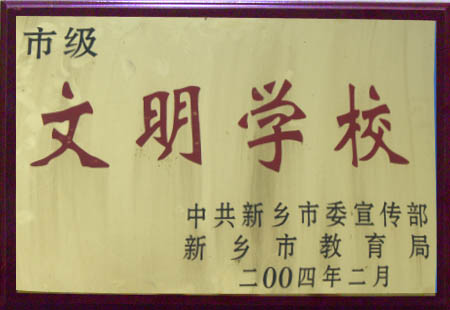 市级
文明学校
中共新乡市委宣传部
新乡市教育局
二00四年二月